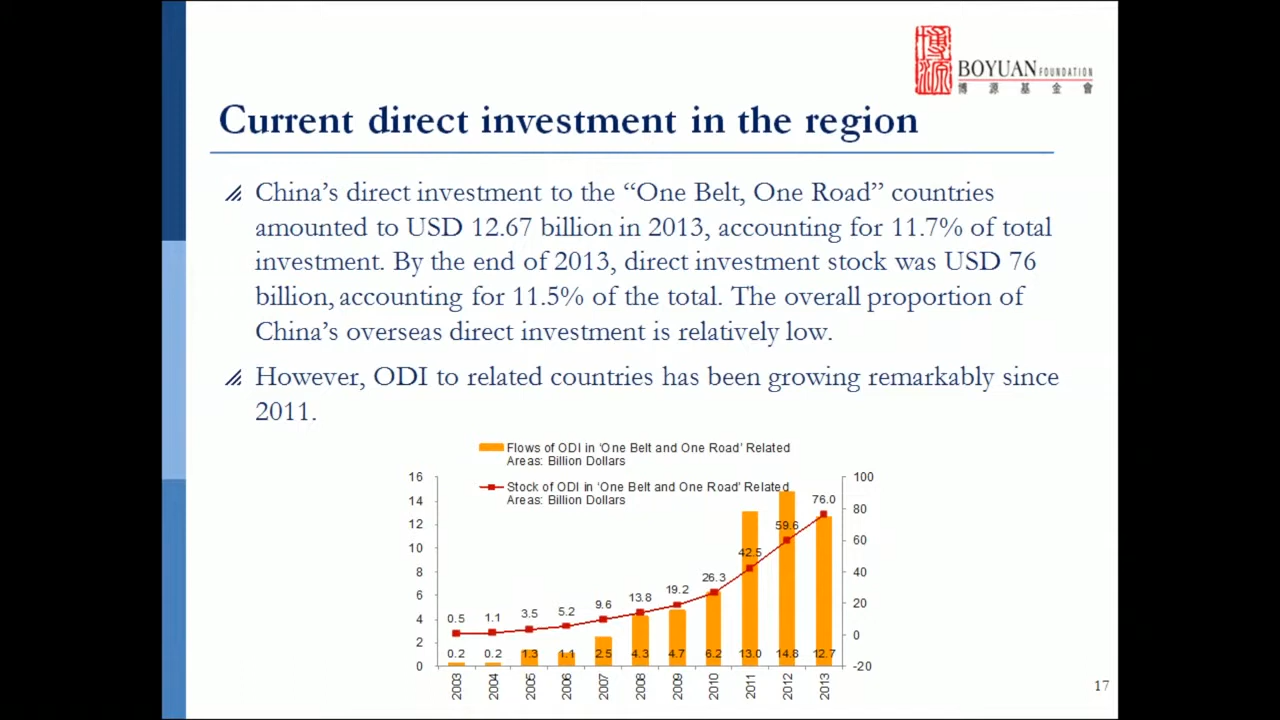 博源
BOYUAN FOUNDATION
博 源 基 金 會
Current direct investment in the region
China’s direct investment to the “One Belt, One Road” countries
amounted to USD 12.67 billion in 2013, accounting for 11.7% of total
investment. By the end of 2013, direct investment stock was USD 76
billion, accounting for 11.5% of the total. The overall proportion of
China’s overseas direct investment is relatively low.
However, ODI to related countries has been growing remarkably since
2011.
Flows of ODI in ‘One Belt and One Road’ Related
Areas: Billion Dollars
Stock of ODI in ‘One Belt and One Road’ Related
Areas: Billion Dollars
16
14
12
10
8
6
4
2
0
100
80
60
40
20
0
-20
0.5 1.1 3.5 5.2 9.6 13.8 19.2 26.3 42.5 59.6 76.0
0.2 0.2 1.3 1.1 2.5 4.3 4.7 6.2 13.0 14.8 12.7
2003 2004 2005 2006 2007 2008 2009 2010 2011 2012 2013
17